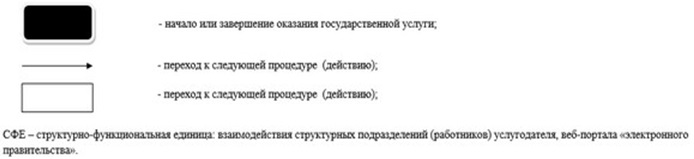 - начало или завершение оказания государственной услуги;
- переход к следующей процедуре (действию);
- переход к следующей процедуре (действию);
СФЕ – структурно-функциональная единица: взаимодействия структурных подразделений (работников) услугодателя, веб-портала «электронного
правительства».